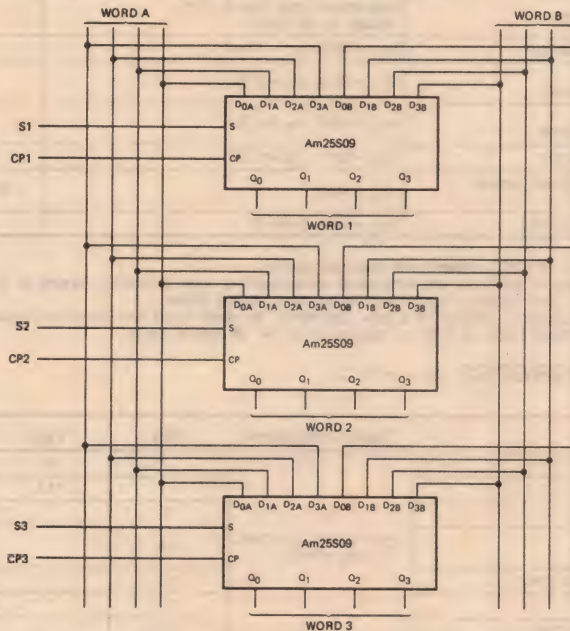 WORD A WORD B
D0A D1A D2A D3A D0B D1B D2B D3B
S1 S
Am25S09
CP1 CP
Q0 Q1 Q2 Q3
WORD 1
D0A D1A D2A D3A D0B D1B D2B D3B
S2 S
Am25S09
CP2 CP
Q0 Q1 Q2 Q3
WORD 2
D0A D1A D2A D3A D0B D1B D2B D3B
S3 S
Am25S09
CP3 CP
Q0 Q1 Q2 Q3
WORD 3